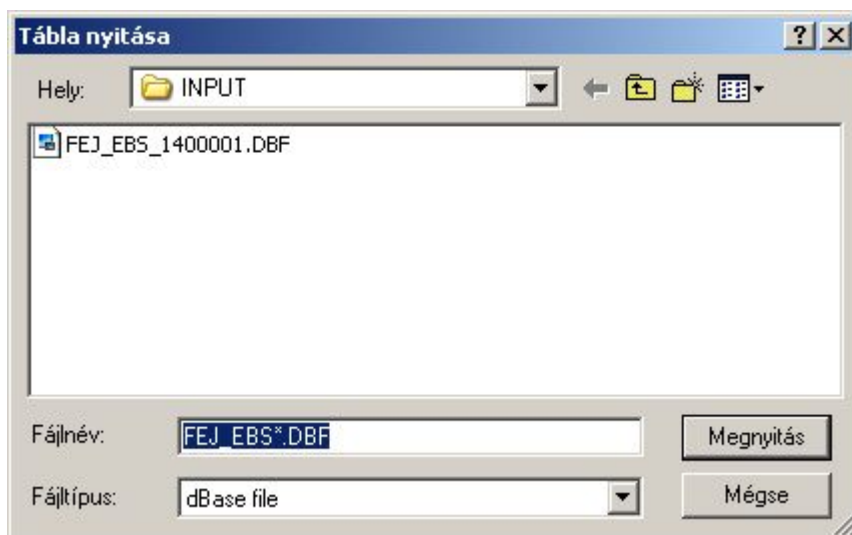 Tábla nyitása
Hely: INPUT
FEJ_EBS_1400001.DBF
Fájlnév: FEJ_EBS*.DBF Megnyitás
Fájltípus: dBase file Mégse